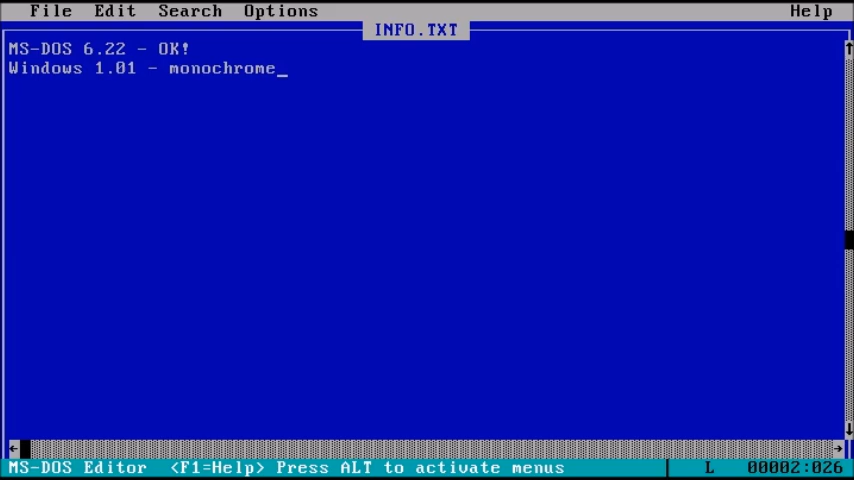 File Edit Search Options Help
INFO.TXT
MS-DOS 6.22 - OK!
Windows 1.01 - monochrome_
MS-DOS Editor <F1=Help> Press ALT to activate menus L 00002:026